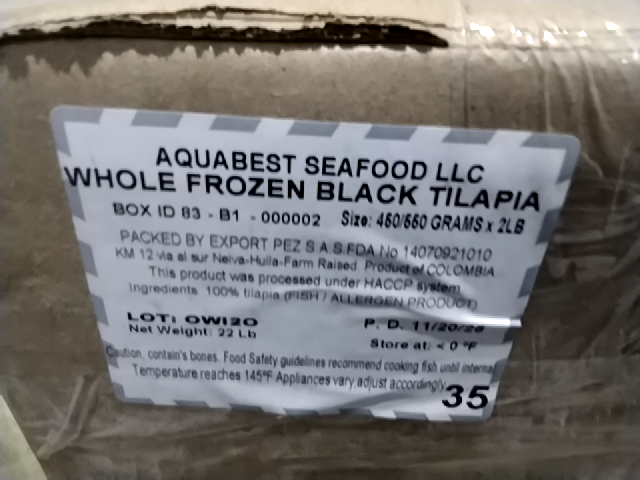 AQUABEST SEAFOOD LLC
WHOLE FROZEN BLACK TILAPIA
BOX ID 83 - B1 - 000002 Size: 450/550 GRAMS x 2LB
PACKED BY EXPORT PEZ S.A.S.FDA No 14070921010
KM 12 via al sur Neiva-Huila-Farm Raised Product of COLOMBIA
This product was processed under HACCP system
Ingredients 100% tilapia (FISH / ALLERGEN PRODUCT)
LOT: OWI2O P. D. 11/20/
Net Weight: 22 Lb Store at: < 0 °F
Caution, contain's bones. Food Safety guidelines recommend cooking fish until internal
Temperature reaches 145°F Appliances vary,adjust accordingly
35